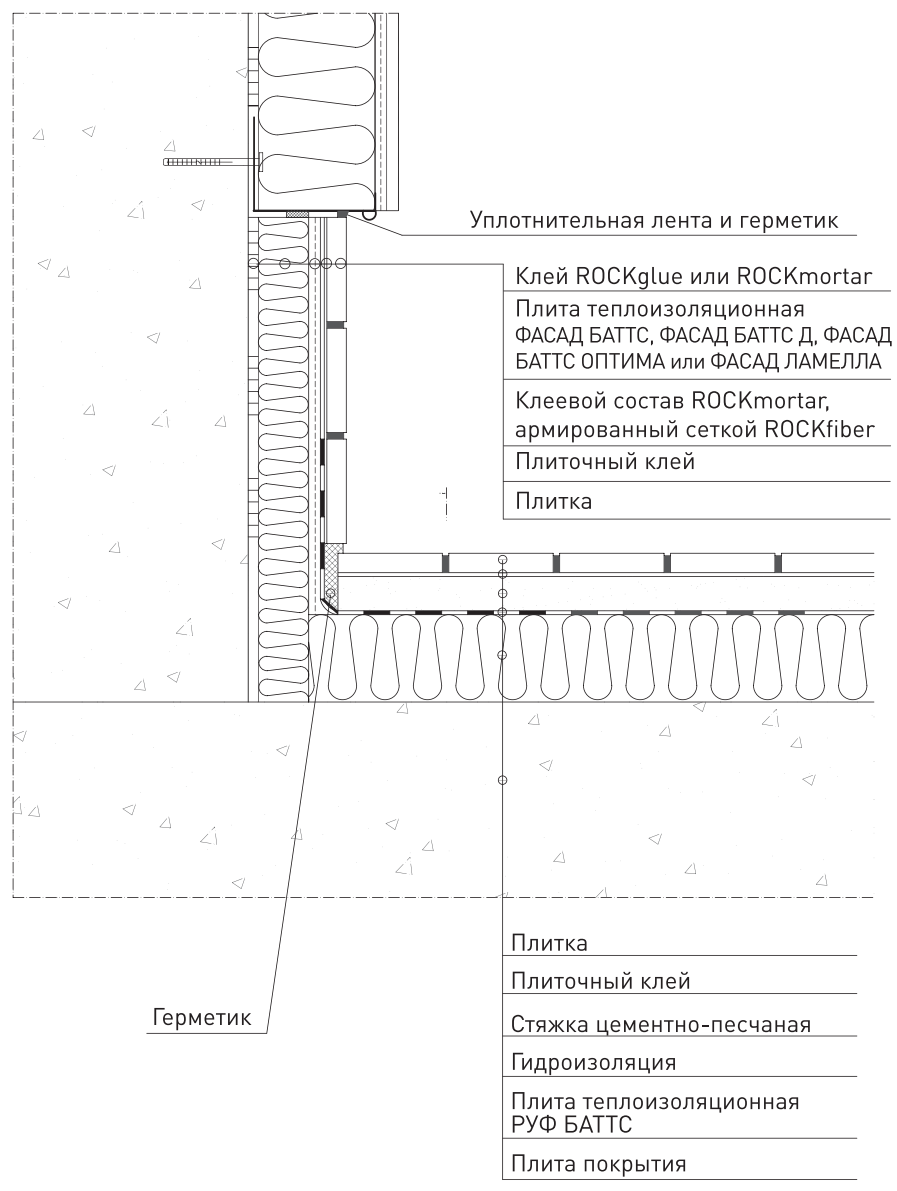 Уплотнительная лента и герметик
Клей ROCKglue или ROCKmortar
Плита теплоизоляционная
ФАСАД БАТТС, ФАСАД БАТТС Д, ФАСАД
БАТТС ОПТИМА или ФАСАД ЛАМЕЛЛА
Клеевой состав ROCKmortar,
армированный сеткой ROCKfiber
Плиточный клей
Плитка
Плитка
Плиточный клей
Стяжка цементно-песчаная
Гидроизоляция
Плита теплоизоляционная
РУФ БАТТС
Плита покрытия
Герметик